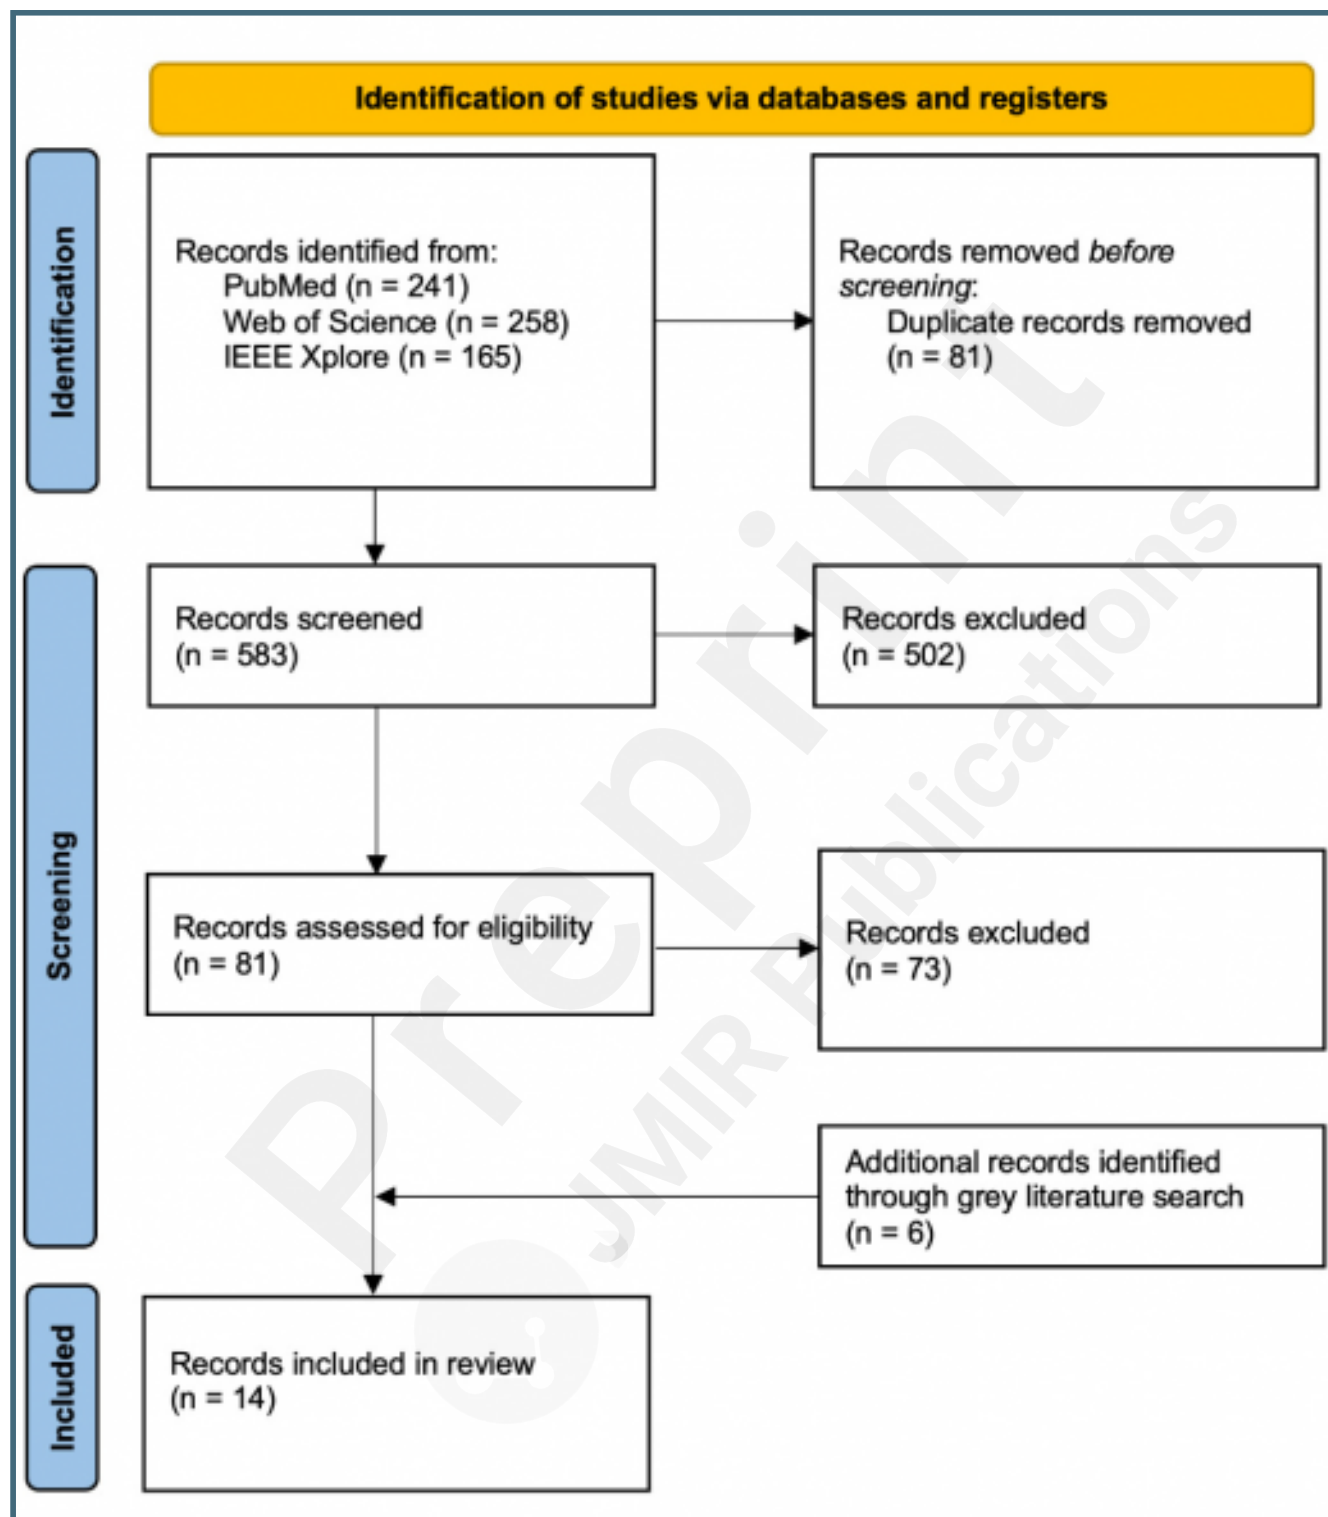 Identification of studies via databases and registers
Identification
Records identified from:
PubMed (n = 241)
Web of Science (n = 258)
IEEE Xplore (n = 165)
Records removed before
screening:
Duplicate records removed
(n = 81)
Screening
Records screened
(n = 583)
Records excluded
(n = 502)
Records assessed for eligibility
(n = 81)
Records excluded
(n = 73)
Additional records identified
through grey literature search
(n = 6)
Included
Records included in review
(n = 14)
Preprint
JMIR Publications